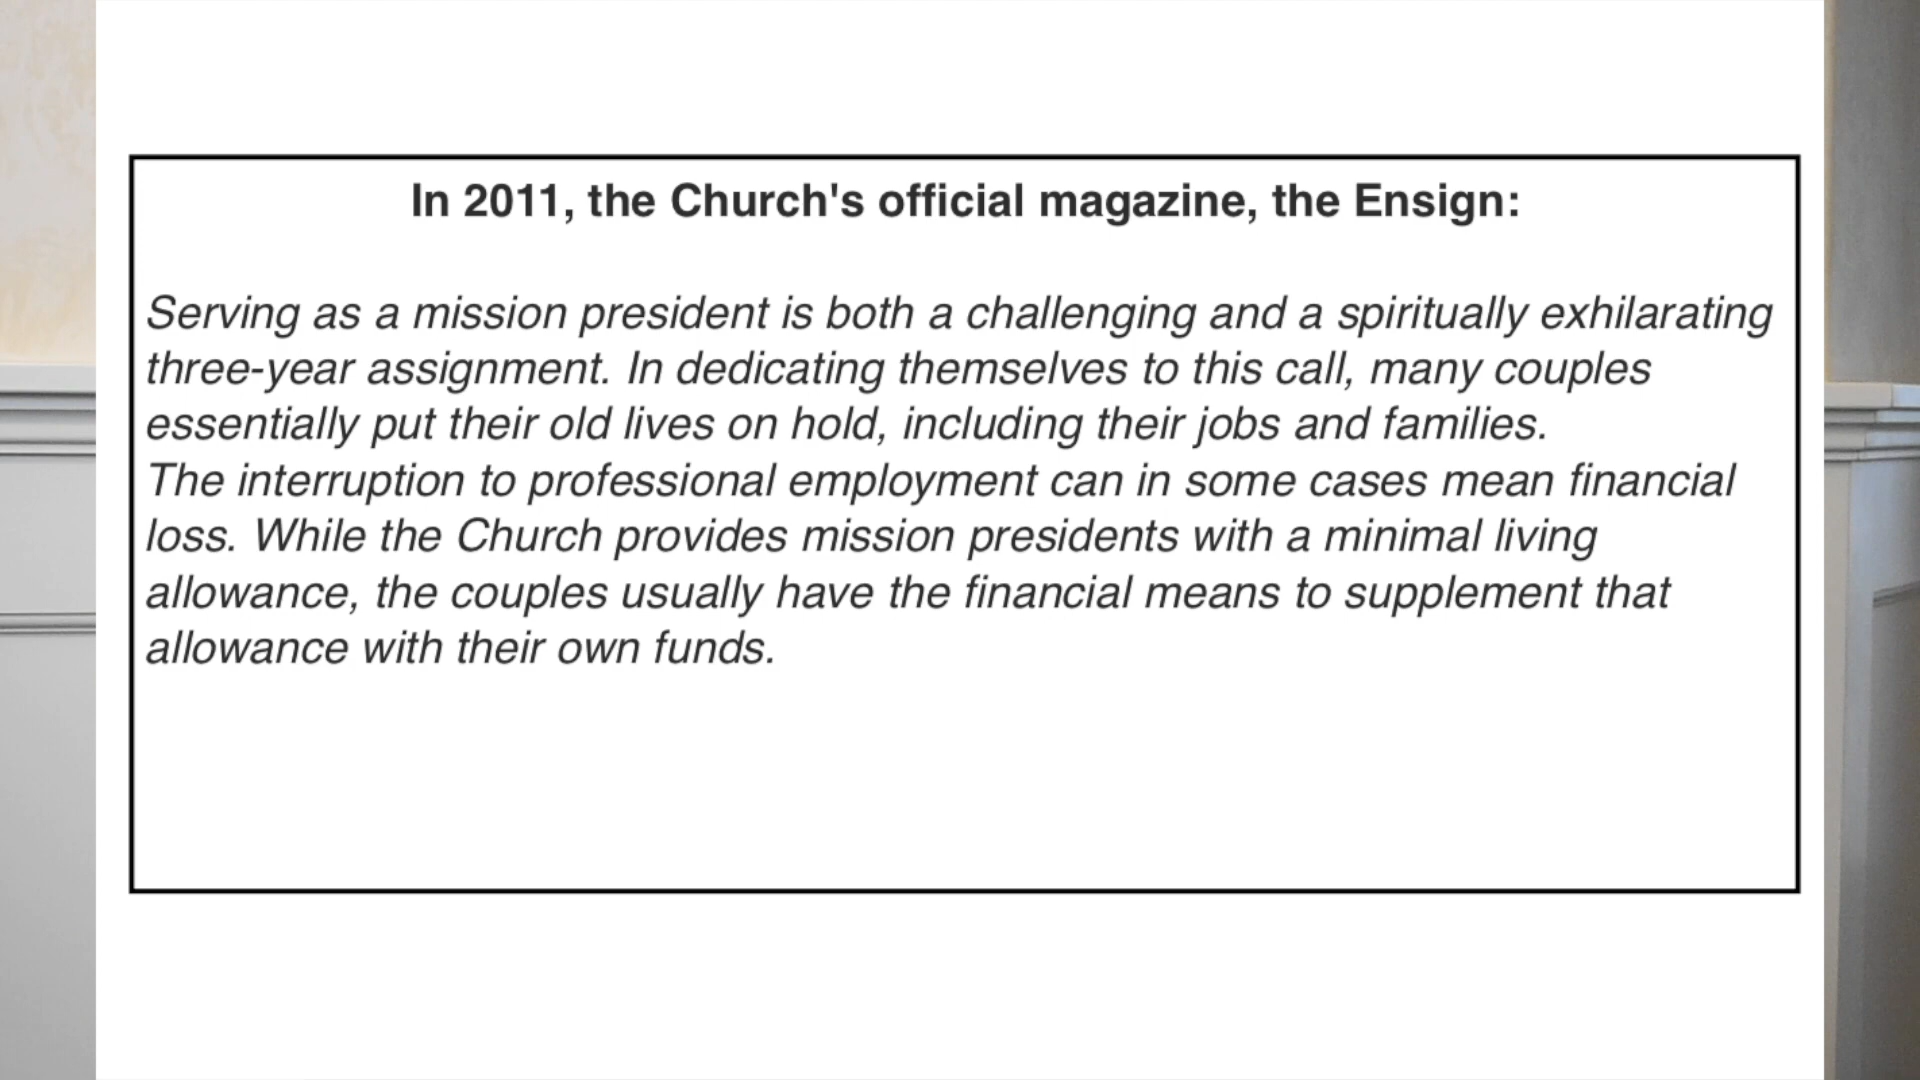 In 2011, the Church's official magazine, the Ensign:
Serving as a mission president is both a challenging and a spiritually exhilarating
three-year assignment. In dedicating themselves to this call, many couples
essentially put their old lives on hold, including their jobs and families.
The interruption to professional employment can in some cases mean financial
loss. While the Church provides mission presidents with a minimal living
allowance, the couples usually have the financial means to supplement that
allowance with their own funds.